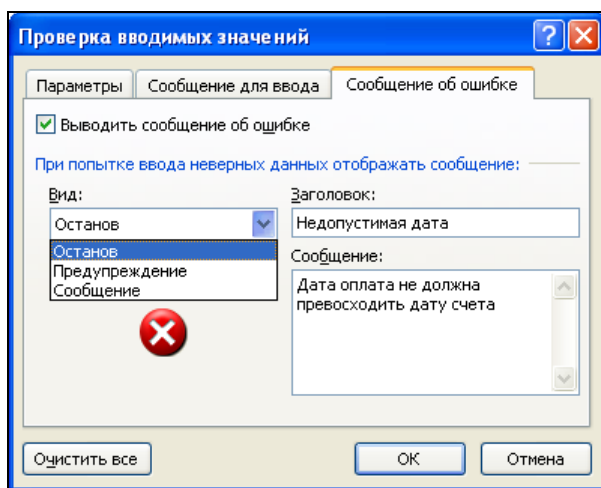 Проверка вводимых значений
Параметры
Сообщение для ввода
Сообщение об ошибке
Выводить сообщение об ошибке
При попытке ввода неверных данных отображать сообщение:
Вид:
Останов
Останов
Предупреждение
Сообщение
Заголовок:
Недопустимая дата
Сообщение:
Дата оплата не должна
превосходить дату счета
Очистить все
ОК
Отмена